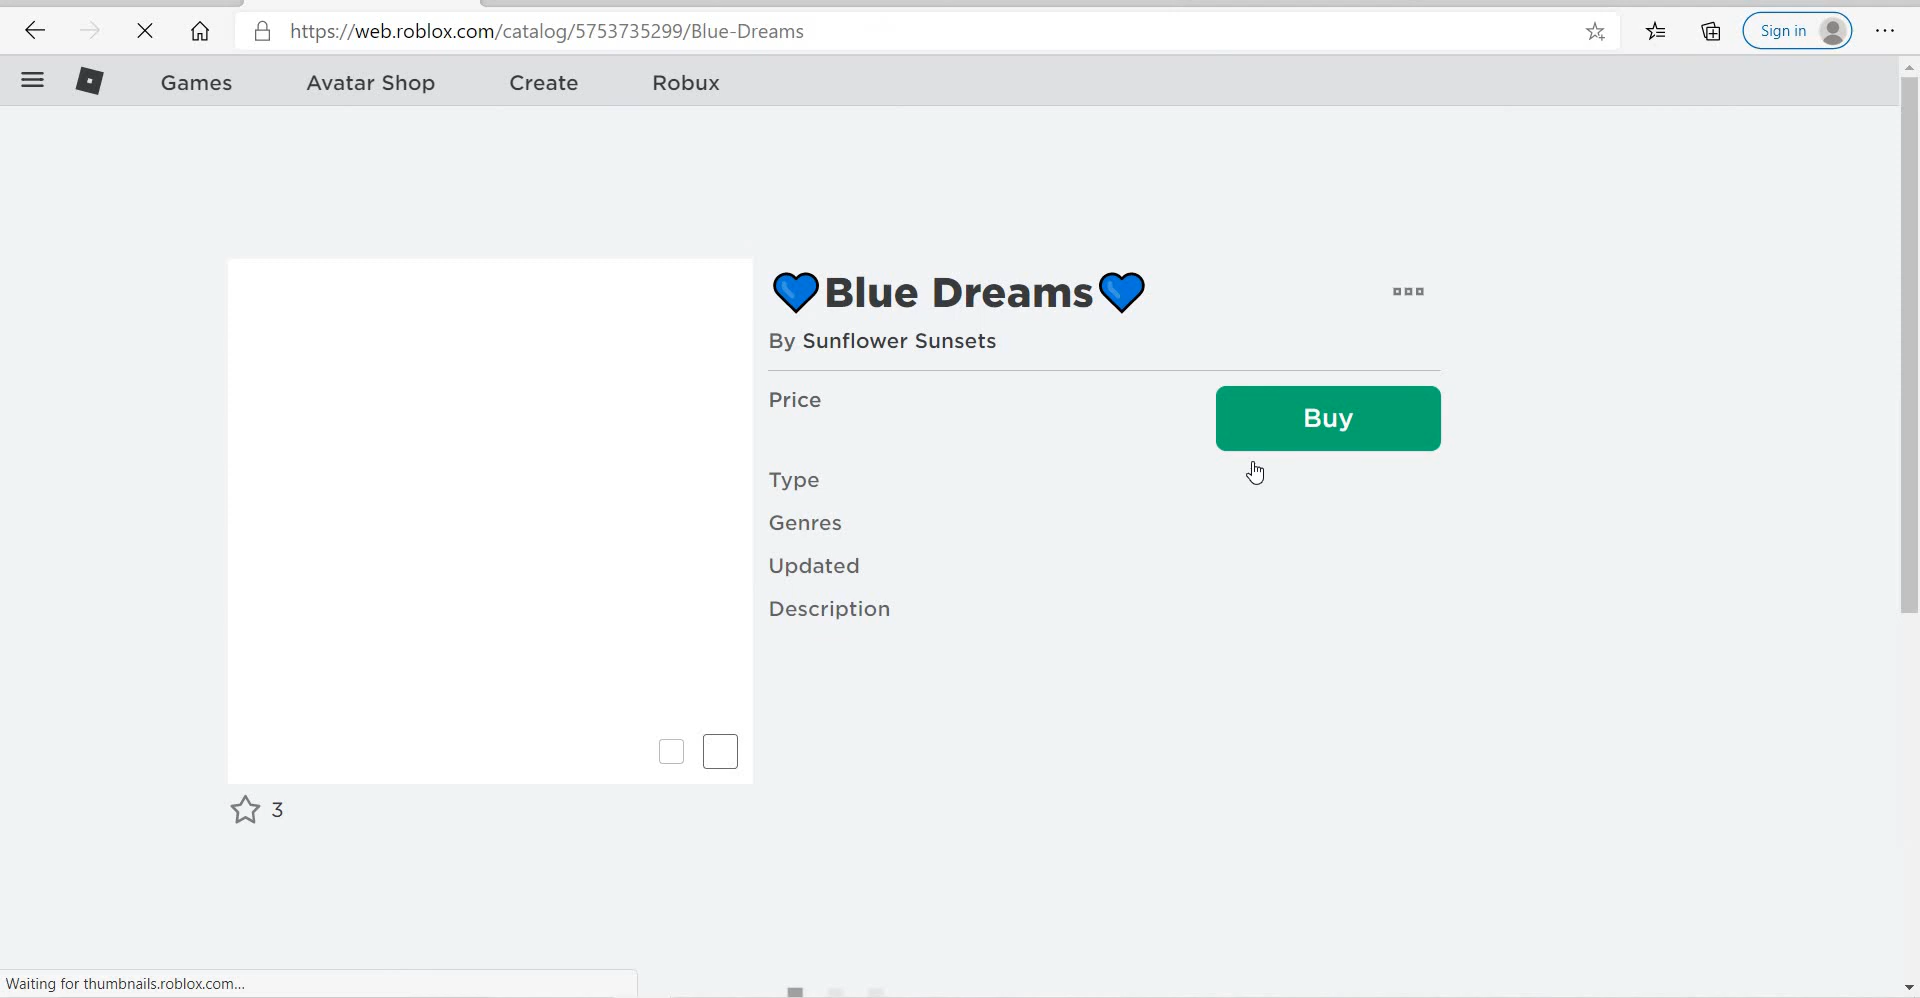 https://web.roblox.com/catalog/5753735299/Blue-Dreams
Sign in
Games Avatar Shop Create Robux
💙Blue Dreams💙
By Sunflower Sunsets
Price
Buy
Type
Genres
Updated
Description
3
Waiting for thumbnails.roblox.com...